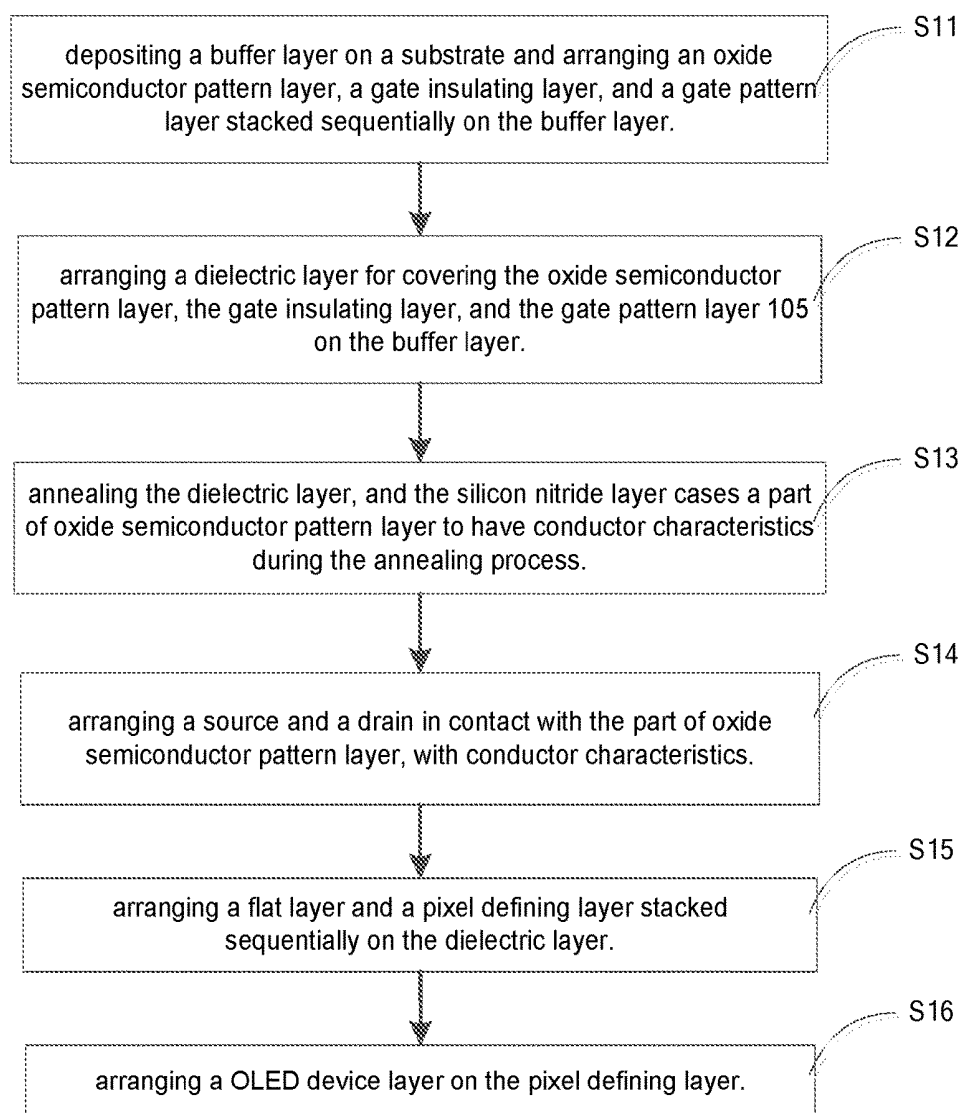 S11
depositing a buffer layer on a substrate and arranging an oxide
semiconductor pattern layer, a gate insulating layer, and a gate pattern
layer stacked sequentially on the buffer layer.
S12
arranging a dielectric layer for covering the oxide semiconductor
pattern layer, the gate insulating layer, and the gate pattern layer 105
on the buffer layer.
S13
annealing the dielectric layer, and the silicon nitride layer cases a part
of oxide semiconductor pattern layer to have conductor characteristics
during the annealing process.
S14
arranging a source and a drain in contact with the part of oxide
semiconductor pattern layer, with conductor characteristics.
S15
arranging a flat layer and a pixel defining layer stacked
sequentially on the dielectric layer.
S16
arranging a OLED device layer on the pixel defining layer.